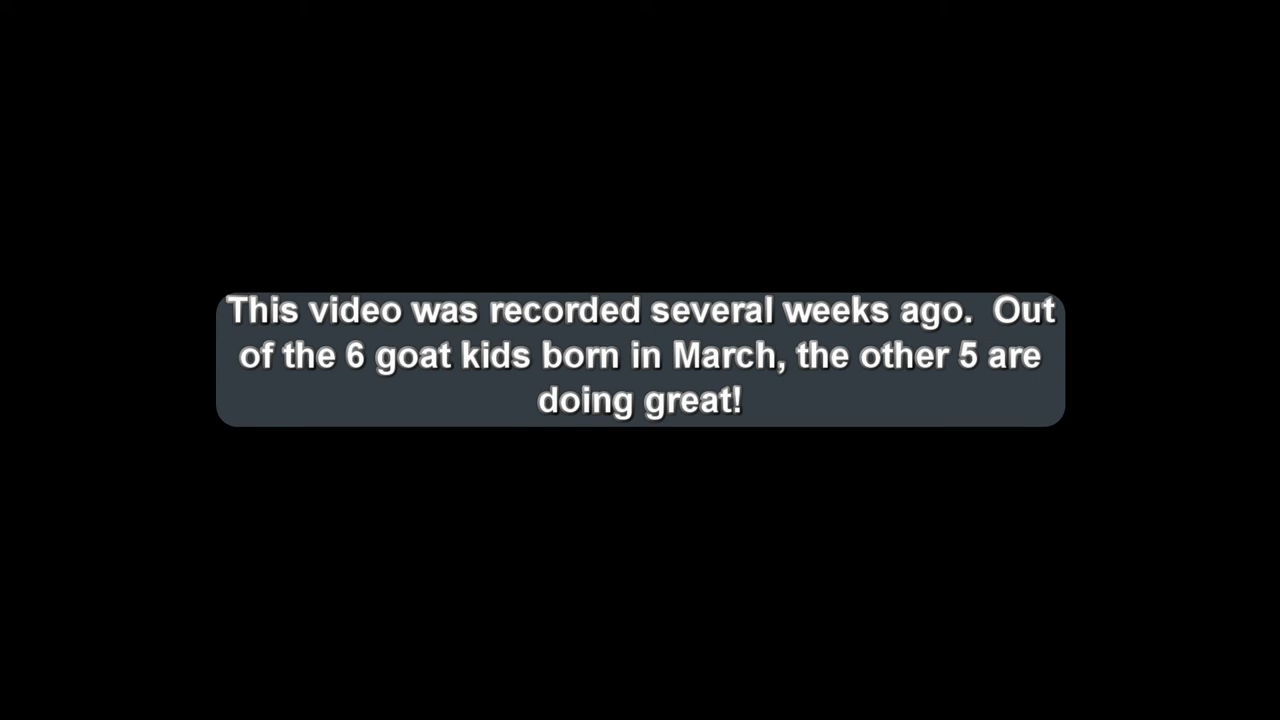 This video was recorded several weeks ago.  Out
of the 6 goat kids born in March, the other 5 are
doing great!